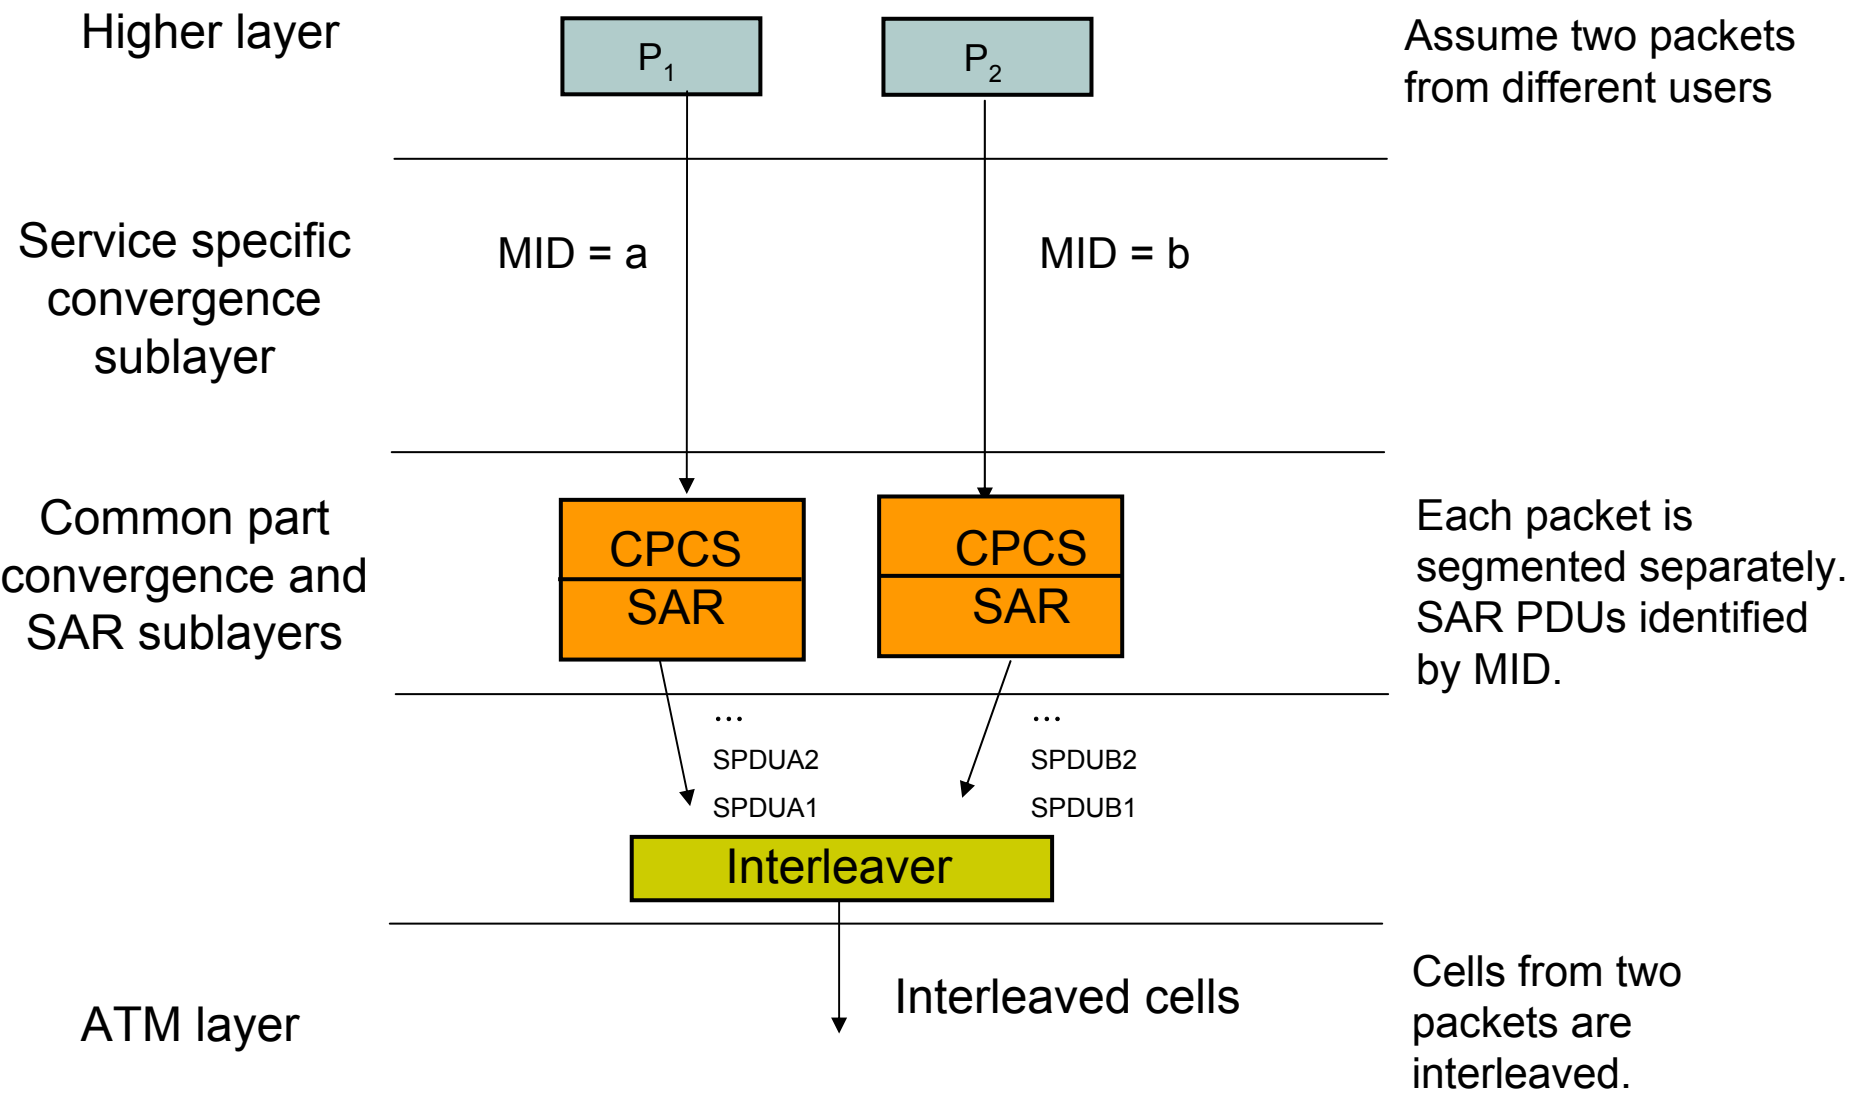 Higher layer
P1
P2
Assume two packets
from different users
Service specific
convergence
sublayer
MID = a
MID = b
Common part
convergence and
SAR sublayers
CPCS
SAR
CPCS
SAR
Each packet is
segmented separately.
SAR PDUs identified
by MID.
...
SPDUA2
SPDUA1
...
SPDUB2
SPDUB1
Interleaver
ATM layer
Interleaved cells
Cells from two
packets are
interleaved.